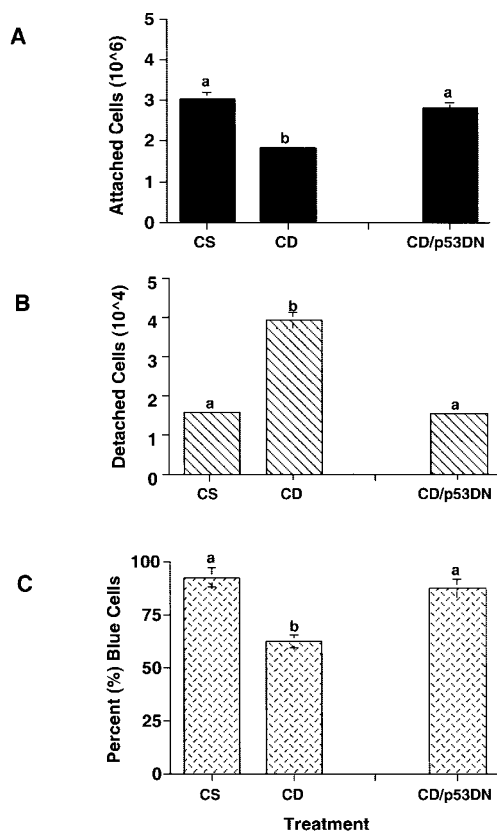 A
Attached Cells (10^6)
5
4
3
2
1
0
a
b
a
CS
CD
CD/p53DN
B
Detached Cells (10^4)
5
4
3
2
1
0
a
b
a
CS
CD
CD/p53DN
C
Percent (%) Blue Cells
100
75
50
25
0
a
b
a
CS
CD
CD/p53DN
Treatment